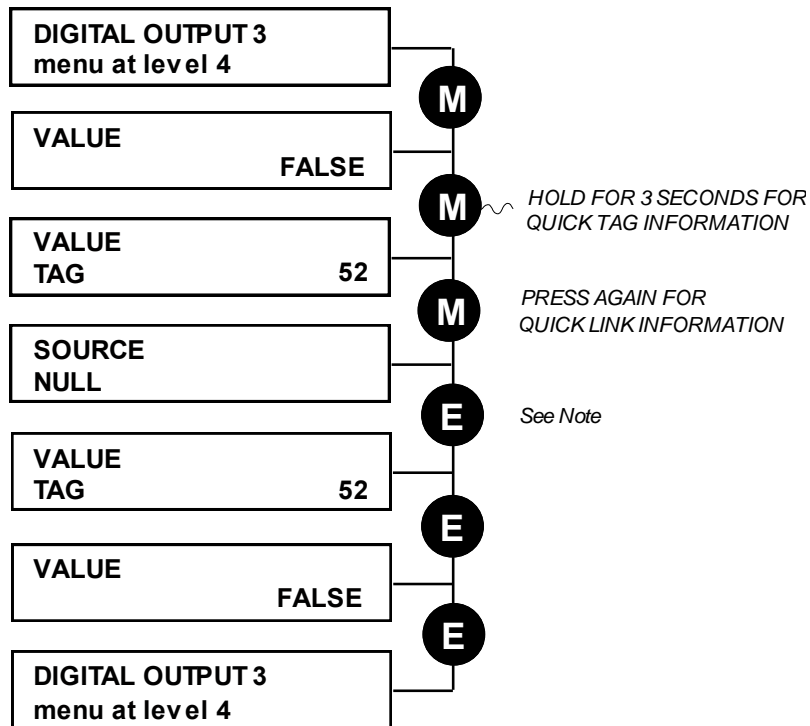 DIGITAL OUTPUT 3
menu at level 4
M
VALUE
FALSE
M
HOLD FOR 3 SECONDS FOR
QUICK TAG INFORMATION
VALUE
TAG 52
M
PRESS AGAIN FOR
QUICK LINK INFORMATION
SOURCE
NULL
E
See Note
VALUE
TAG 52
E
VALUE
FALSE
E
DIGITAL OUTPUT 3
menu at level 4